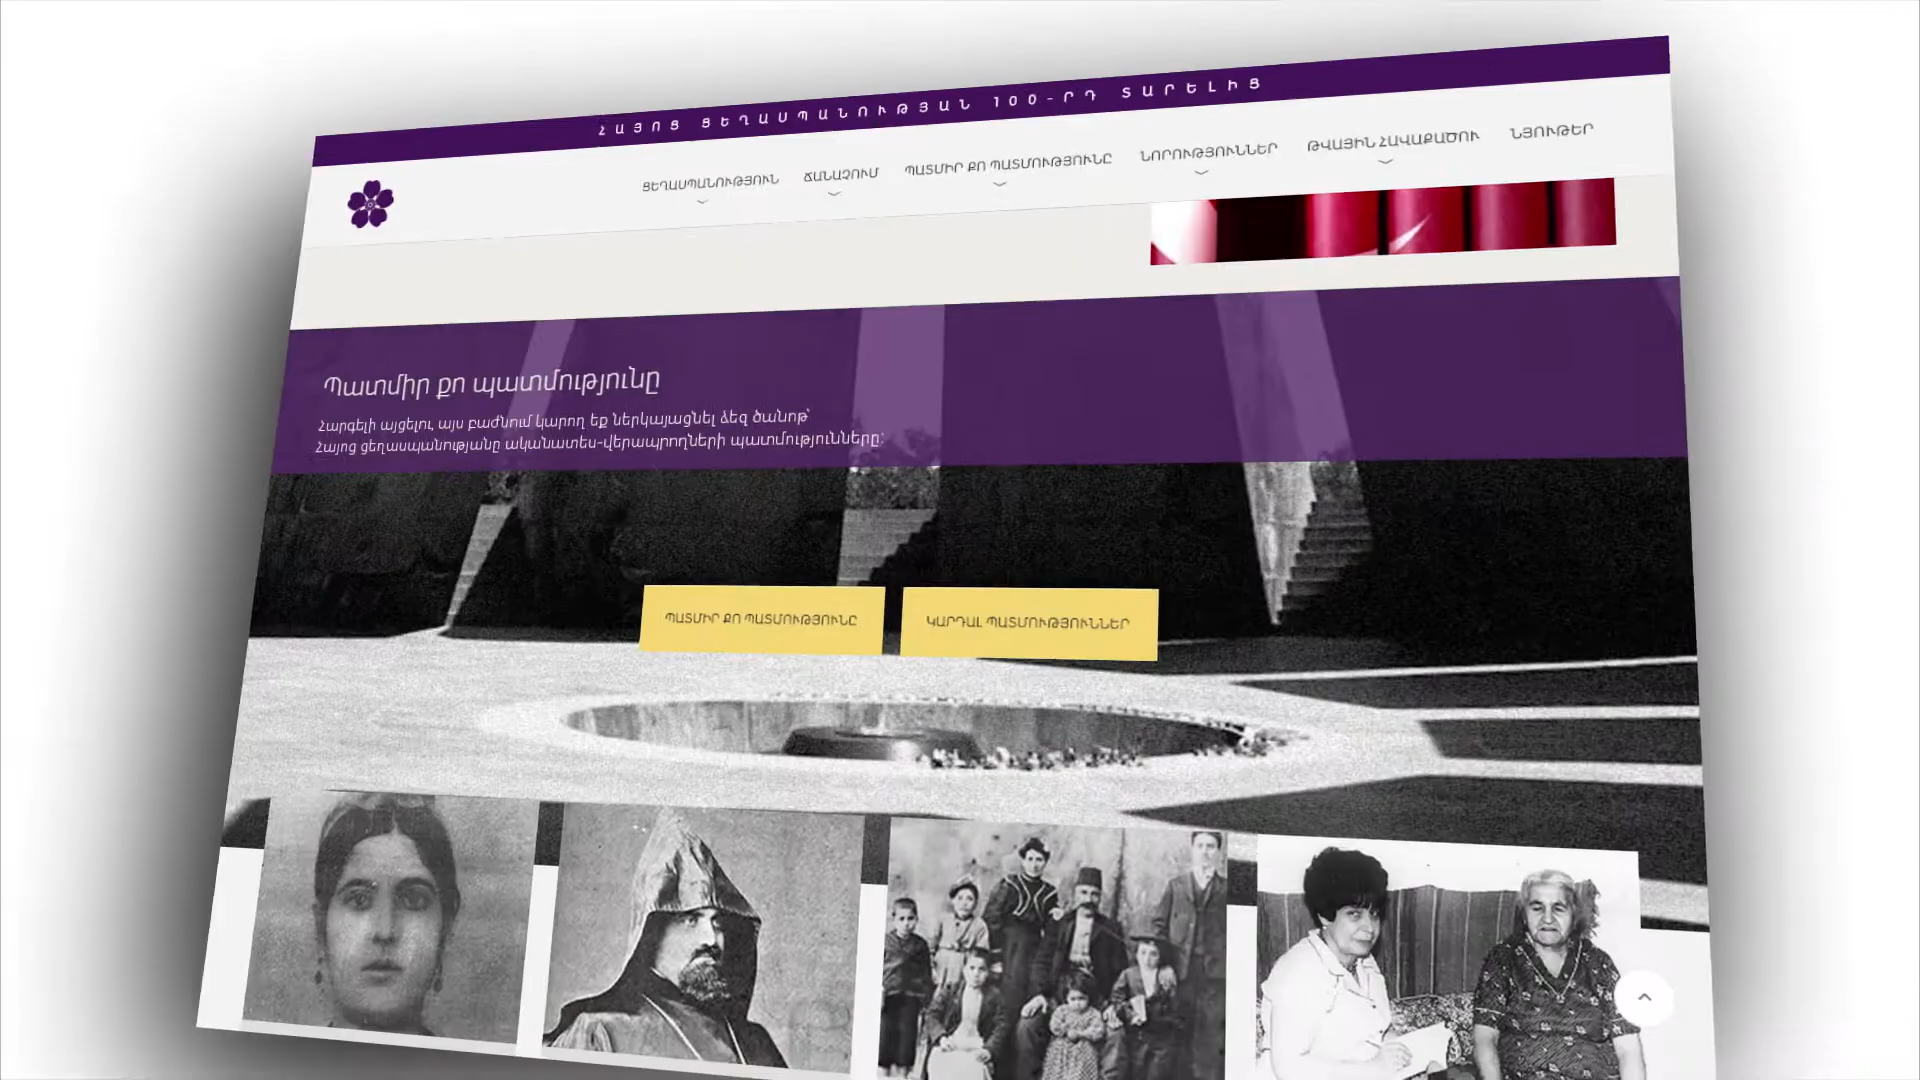 ՀԱՅՈՑ ՑԵՂԱՍՊԱՆՈՒԹՅԱՆ 100-ՐԴ ՏԱՐԵԼԻՑ
ՑԵՂԱՍՊԱՆՈՒԹՅՈՒՆ ՃԱՆԱՉՈՒՄ ՊԱՏՄԻՐ ՔՈ ՊԱՏՄՈՒԹՅՈՒՆԸ ՆՈՐՈՒԹՅՈՒՆՆԵՐ ԹՎԱՅԻՆ ՀԱՎԱՔԱԾՈՒ ՆՅՈՒԹԵՐ
Պատմիր քո պատմությունը
Հարգելի այցելու, այս բաժնում կարող եք ներկայացնել ձեզ ծանոթ՝
Հայոց ցեղասպանությանը ականատես-վերապրողների պատմությունները:
ՊԱՏՄԻՐ ՔՈ ՊԱՏՄՈՒԹՅՈՒՆԸ ԿԱՐԴԱԼ ՊԱՏՄՈՒԹՅՈՒՆՆԵՐ